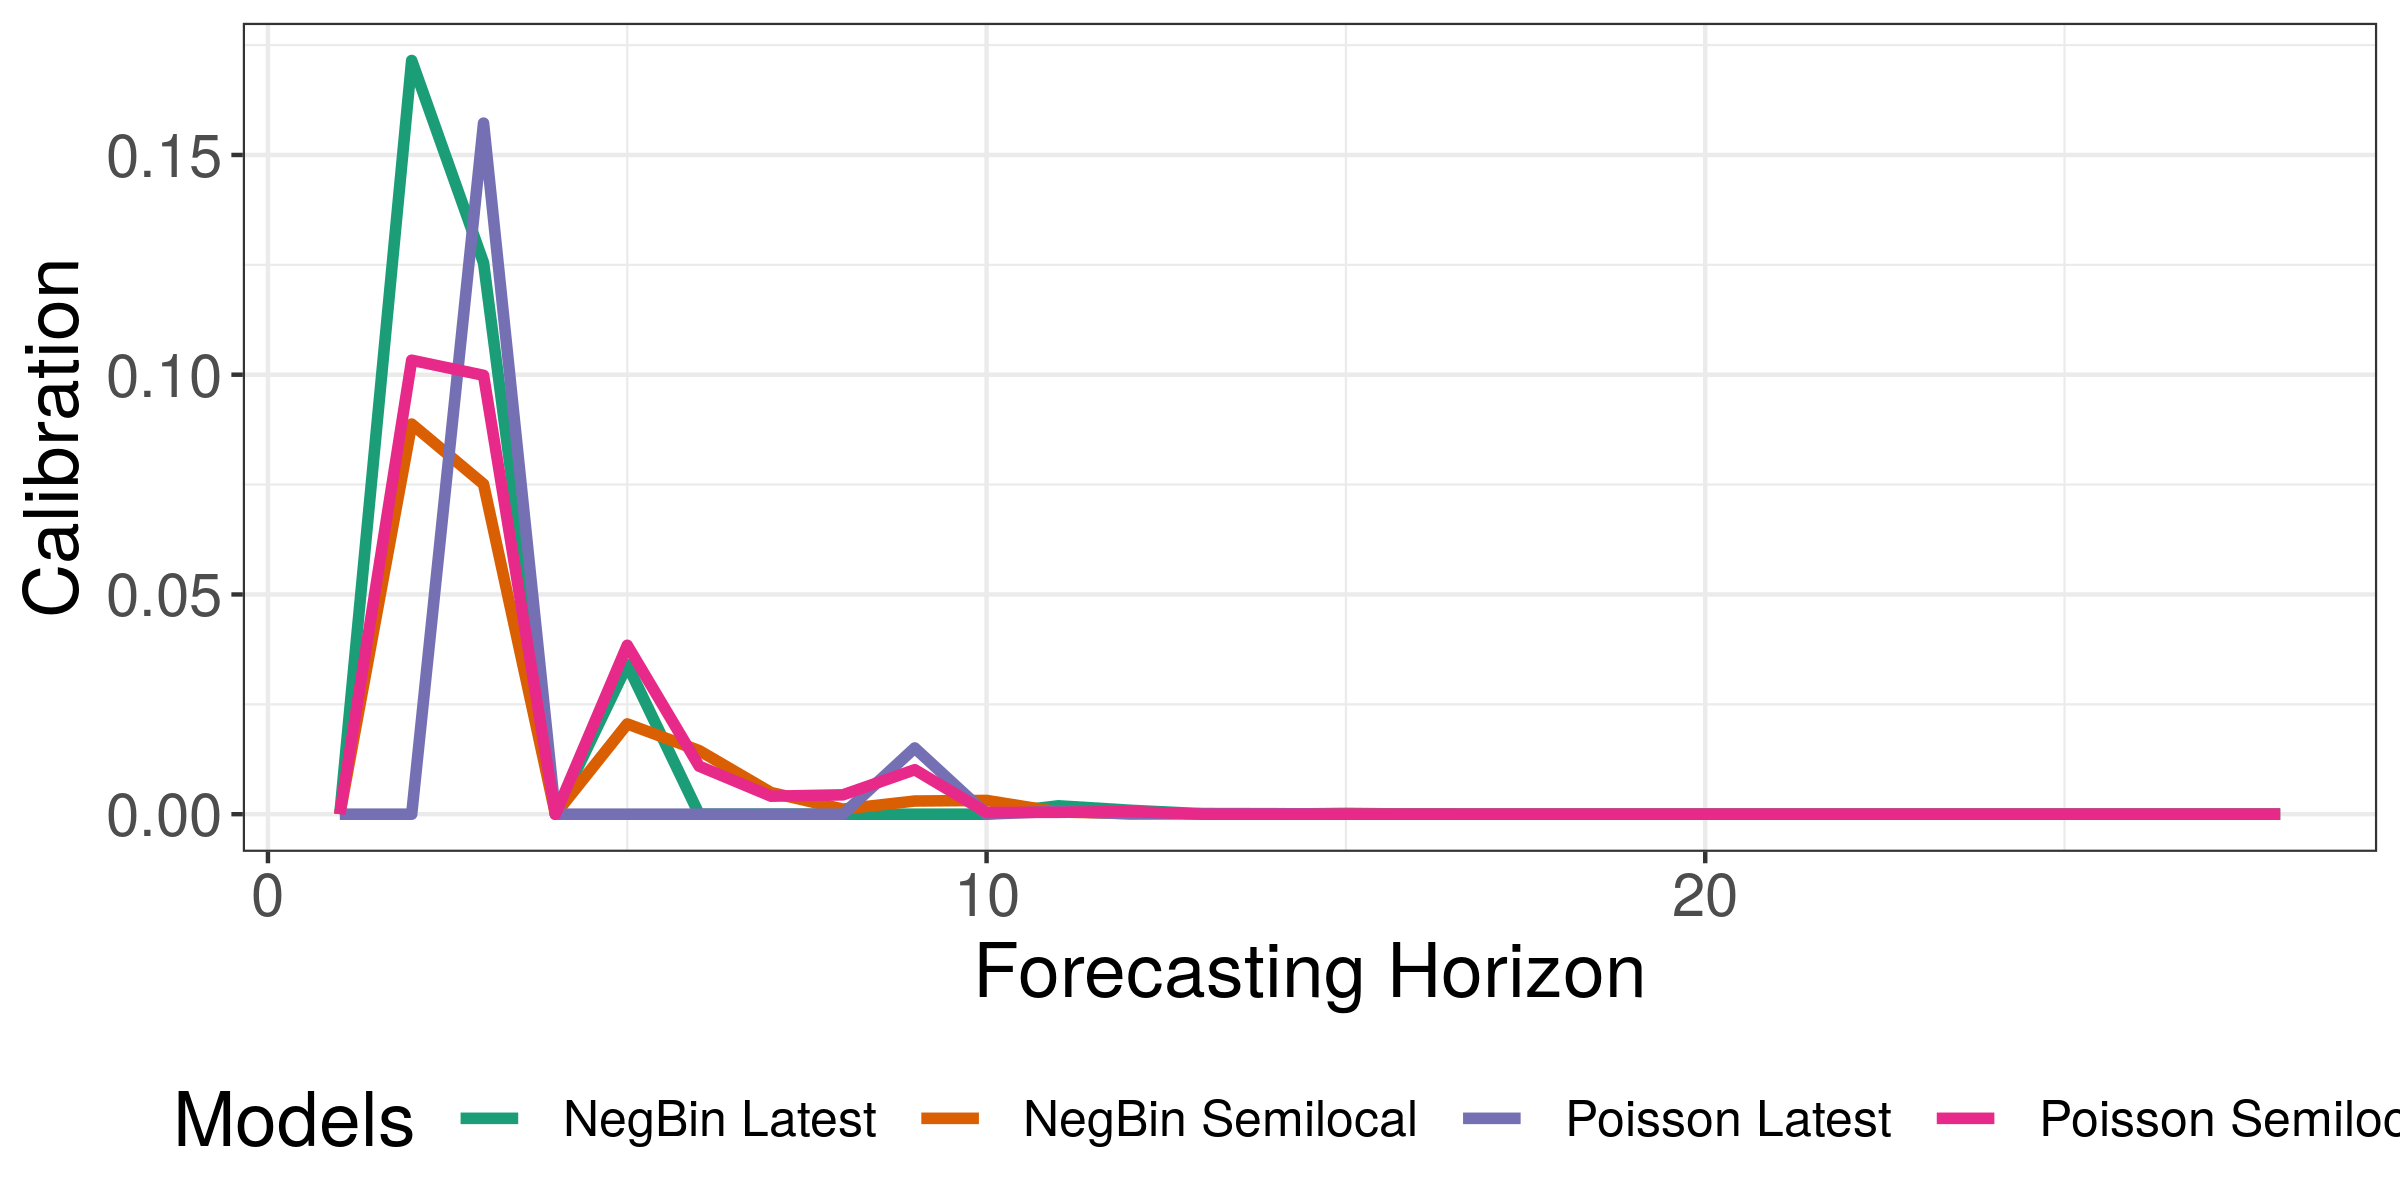 0.15
0.10
0.05
0.00
Calibration
0 10 20
Forecasting Horizon
Models NegBin Latest NegBin Semilocal Poisson Latest Poisson Semiloc